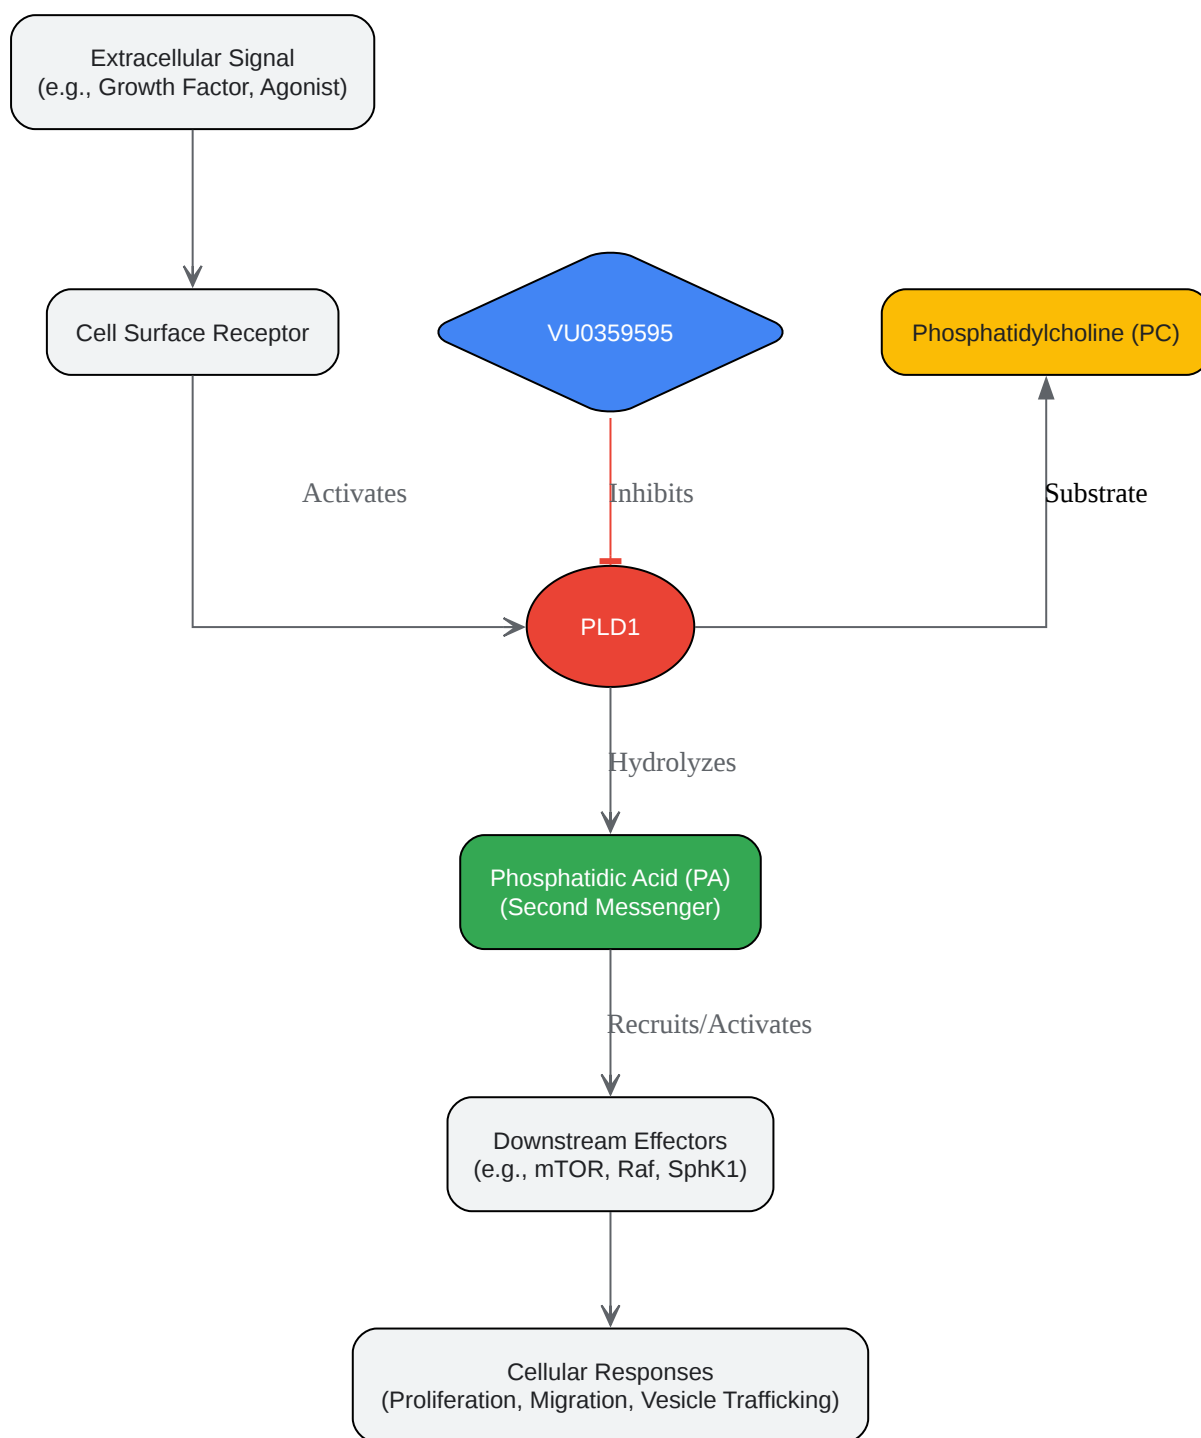 Extracellular Signal
(e.g., Growth Factor, Agonist)
Cell Surface Receptor
VU0359595
Phosphatidylcholine (PC)
Activates
Inhibits
Substrate
PLD1
Hydrolyzes
Phosphatidic Acid (PA)
(Second Messenger)
Recruits/Activates
Downstream Effectors
(e.g., mTOR, Raf, SphK1)
Cellular Responses
(Proliferation, Migration, Vesicle Trafficking)